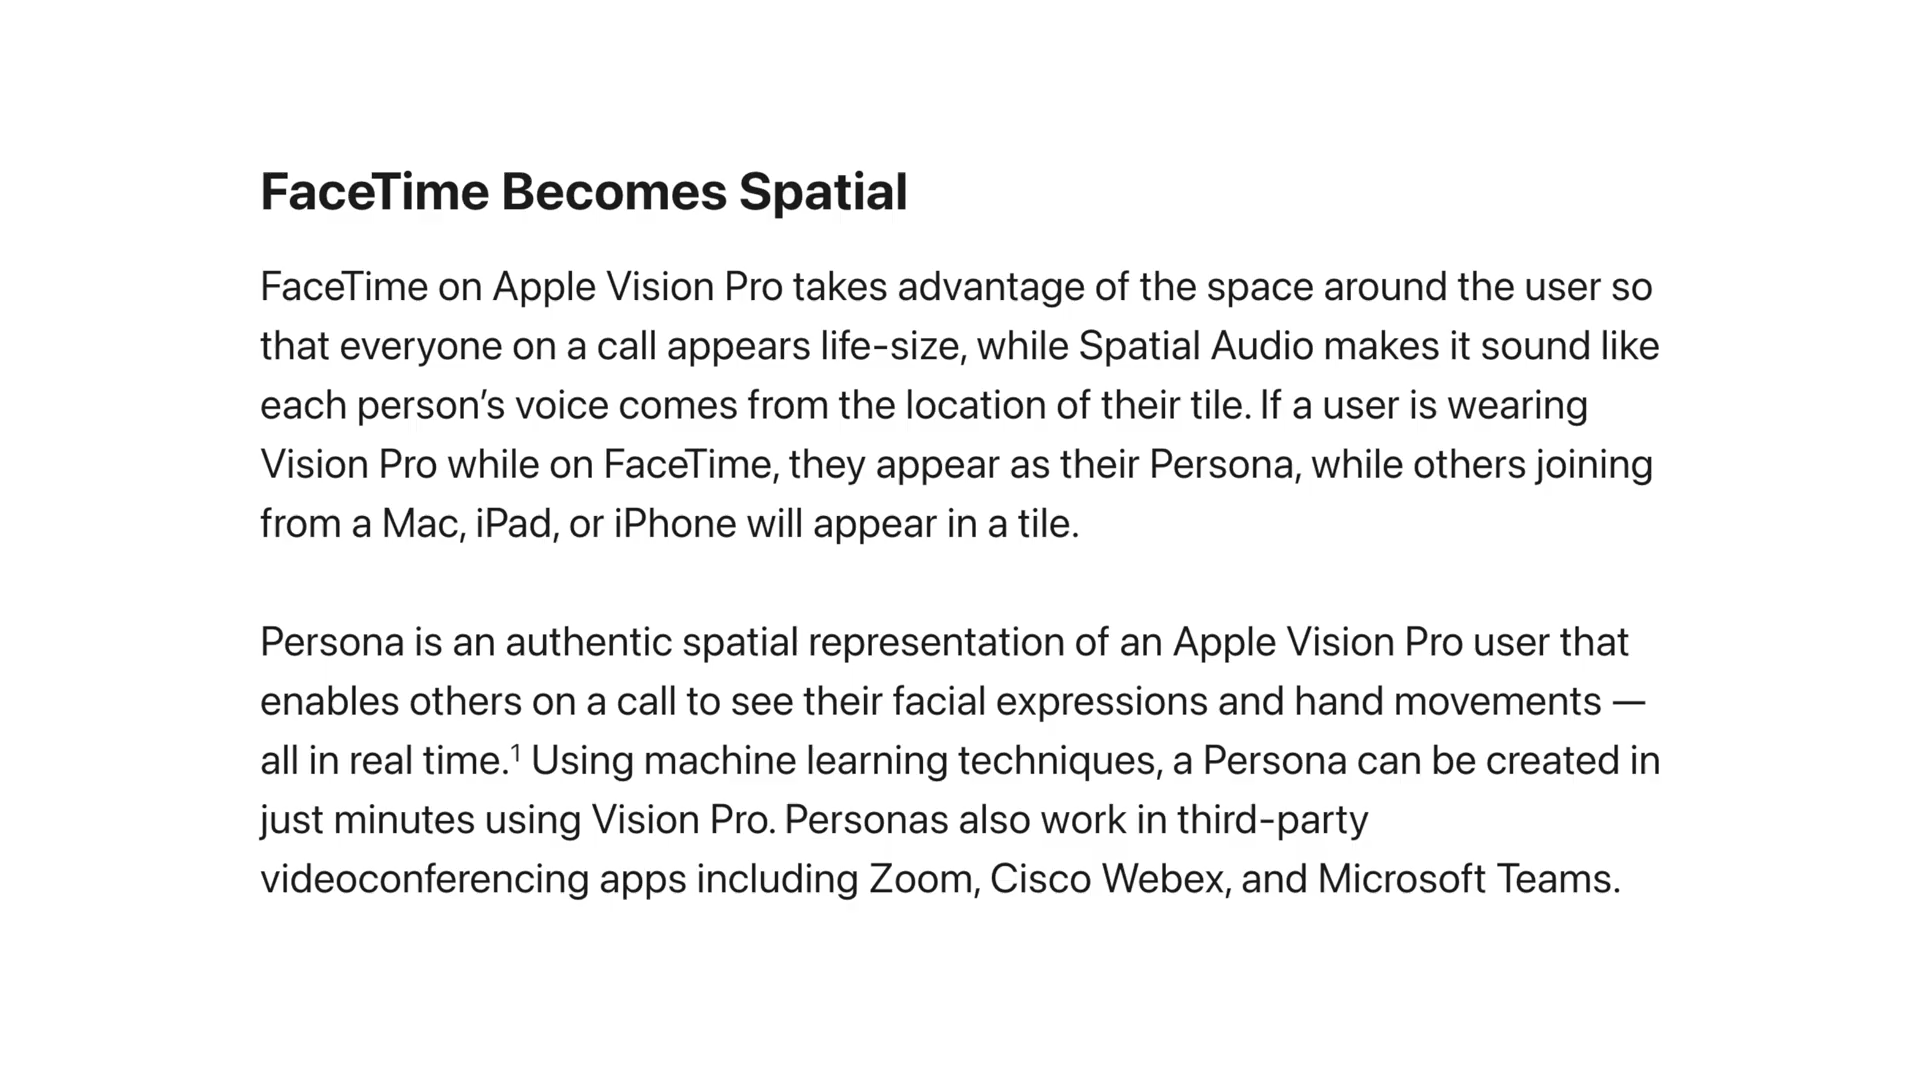 FaceTime Becomes Spatial
FaceTime on Apple Vision Pro takes advantage of the space around the user so
that everyone on a call appears life-size, while Spatial Audio makes it sound like
each person’s voice comes from the location of their tile. If a user is wearing
Vision Pro while on FaceTime, they appear as their Persona, while others joining
from a Mac, iPad, or iPhone will appear in a tile.
Persona is an authentic spatial representation of an Apple Vision Pro user that
enables others on a call to see their facial expressions and hand movements —
all in real time.¹ Using machine learning techniques, a Persona can be created in
just minutes using Vision Pro. Personas also work in third-party
videoconferencing apps including Zoom, Cisco Webex, and Microsoft Teams.